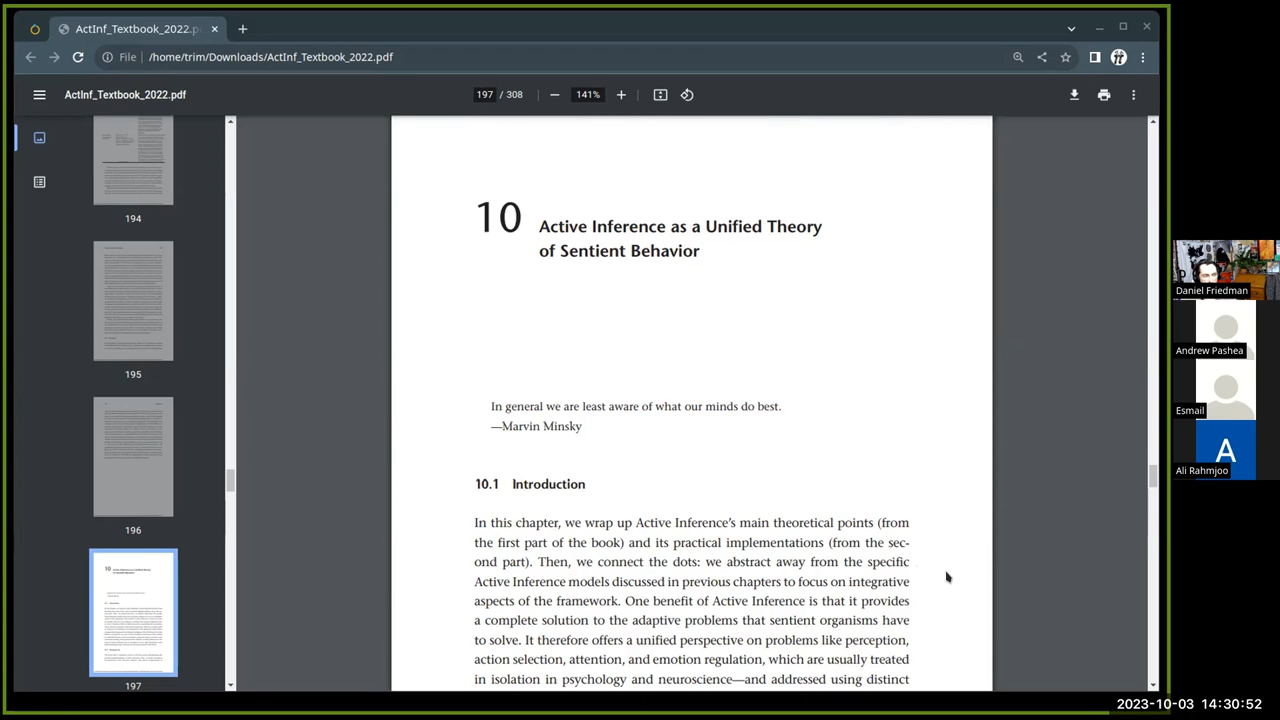 ActInf_Textbook_2022.p
File
/home/trim/Downloads/ActInf_Textbook_2022.pdf
ActInf_Textbook_2022.pdf
197 / 308
141%
194
195
196
197
10 Active Inference as a Unified Theory
of Sentient Behavior
In general we are least aware of what our minds do best.
—Marvin Minsky
10.1 Introduction
In this chapter, we wrap up Active Inference's main theoretical points (from
the first part of the book) and its practical implementations (from the sec-
ond part). Then, we connect the dots: we abstract away from the specific
Active Inference models discussed in previous chapters to focus on integrative
aspects of the framework. One benefit of Active Inference is that it provides
a complete solution to the adaptive problems that sentient organisms have
to solve. It therefore offers a unified perspective on problems like perception,
action selection, attention, and emotion regulation, which are usually treated
in isolation in psychology and neuroscience—and addressed using distinct
Daniel Friedman
Andrew Pashea
Esmail
A
Ali Rahmjoo
2023-10-03 14:30:52